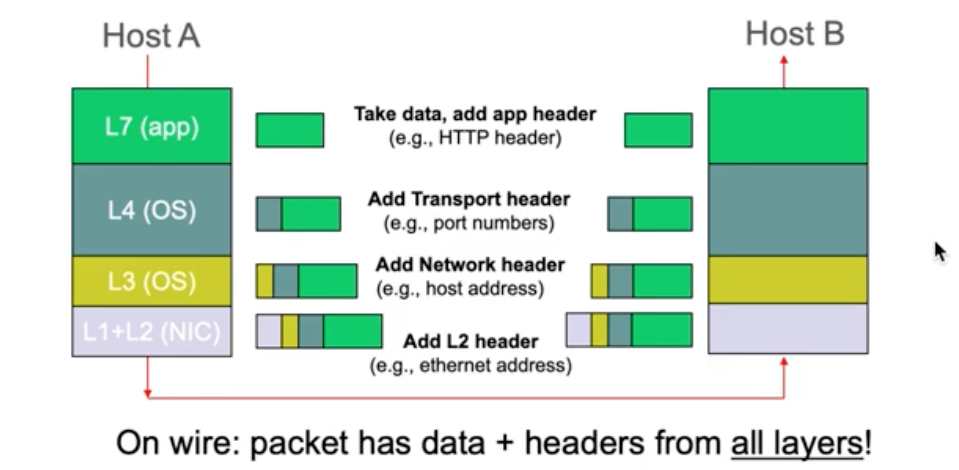 Host A
Host B
L7 (app)
Take data, add app header
(e.g., HTTP header)
L4 (OS)
Add Transport header
(e.g., port numbers)
L3 (OS)
Add Network header
(e.g., host address)
L1+L2 (NIC)
Add L2 header
(e.g., ethernet address)
On wire: packet has data + headers from all layers!